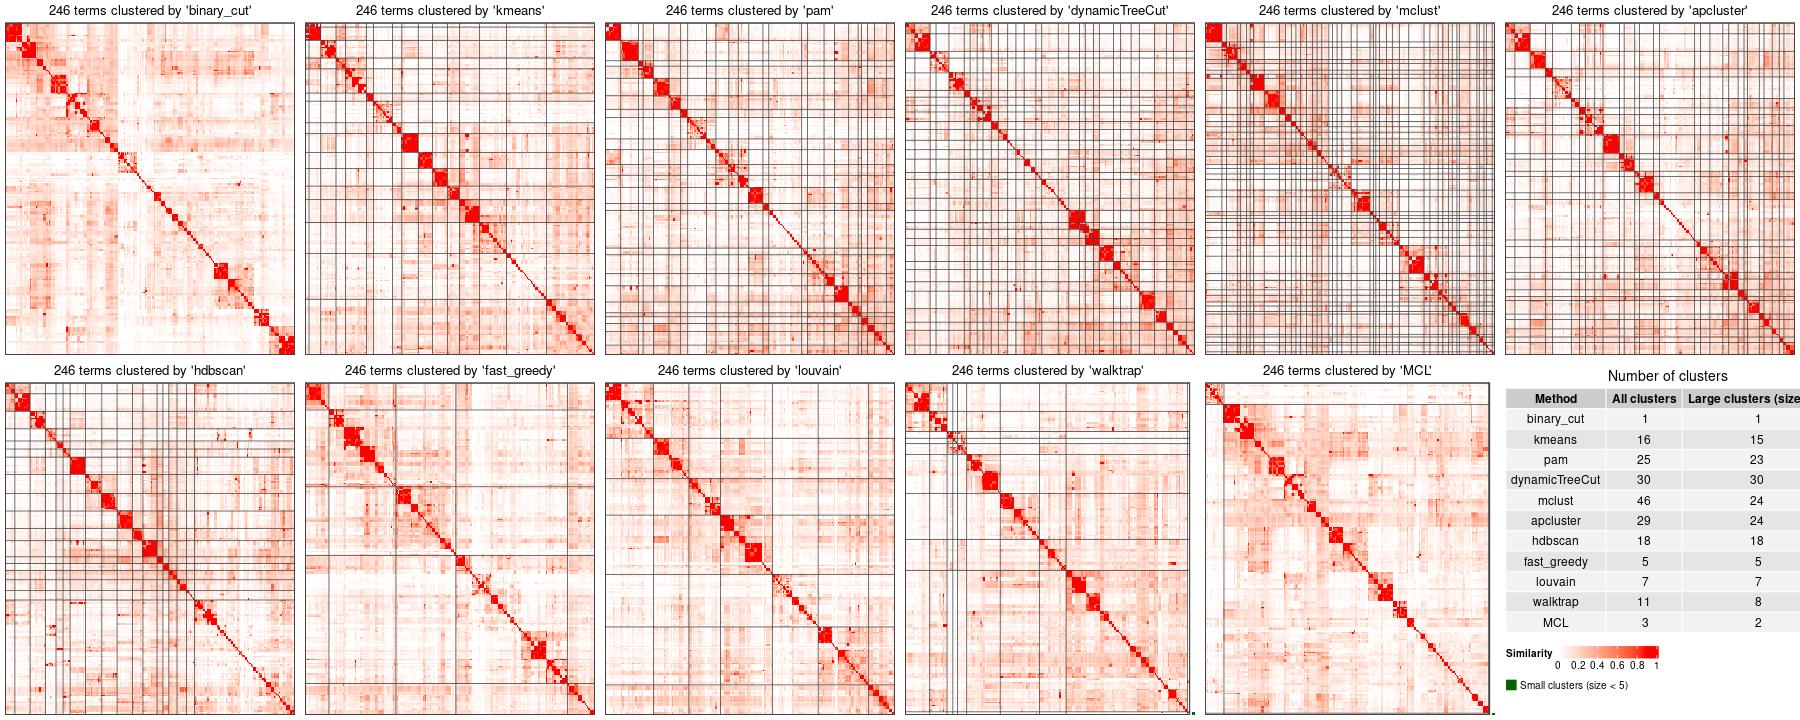 246 terms clustered by 'binary_cut'
246 terms clustered by 'kmeans'
246 terms clustered by 'pam'
246 terms clustered by 'dynamicTreeCut'
246 terms clustered by 'mclust'
246 terms clustered by 'apcluster'
246 terms clustered by 'hdbscan'
246 terms clustered by 'fast_greedy'
246 terms clustered by 'louvain'
246 terms clustered by 'walktrap'
246 terms clustered by 'MCL'
Number of clusters
Method All clusters Large clusters (size
binary_cut 1 1
kmeans 16 15
pam 25 23
dynamicTreeCut 30 30
mclust 46 24
apcluster 29 24
hdbscan 18 18
fast_greedy 5 5
louvain 7 7
walktrap 11 8
MCL 3 2
Similarity
0 0.2 0.4 0.6 0.8 1
Small clusters (size < 5)